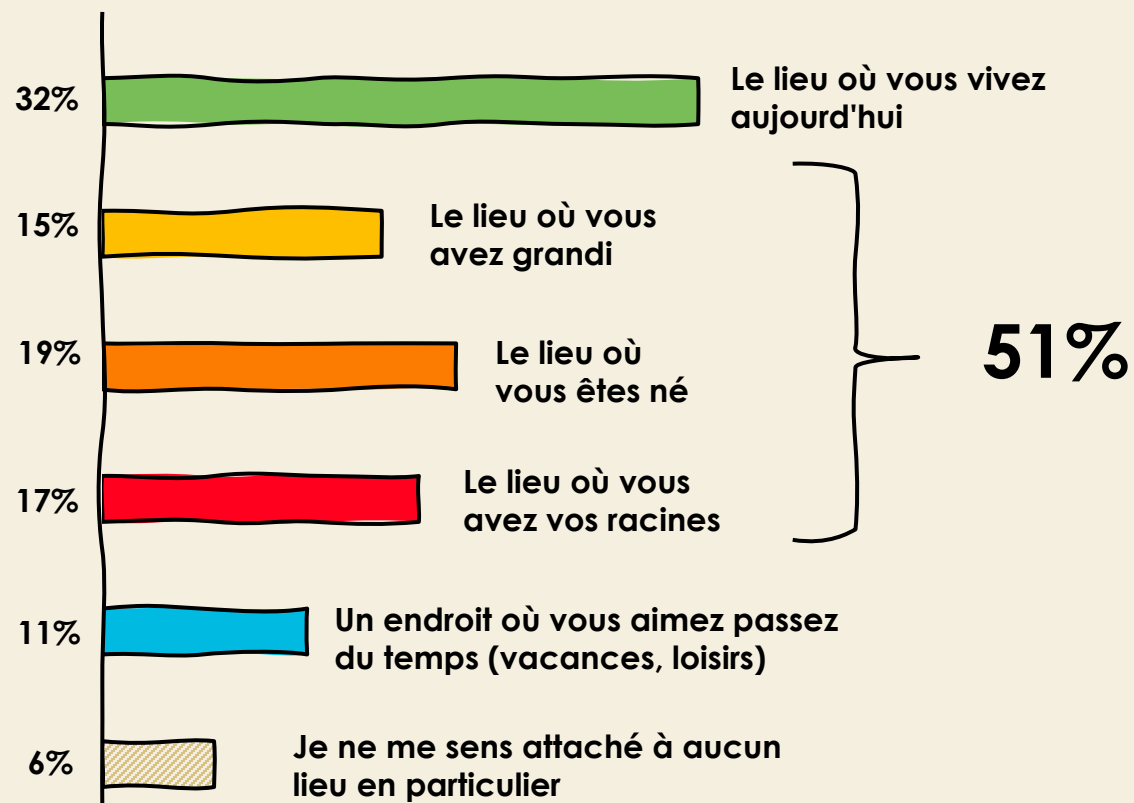 32%
Le lieu où vous vivez
aujourd'hui
15%
Le lieu où vous
avez grandi
19%
Le lieu où
vous êtes né
51%
17%
Le lieu où vous
avez vos racines
11%
Un endroit où vous aimez passez
du temps (vacances, loisirs)
6%
Je ne me sens attaché à aucun
lieu en particulier